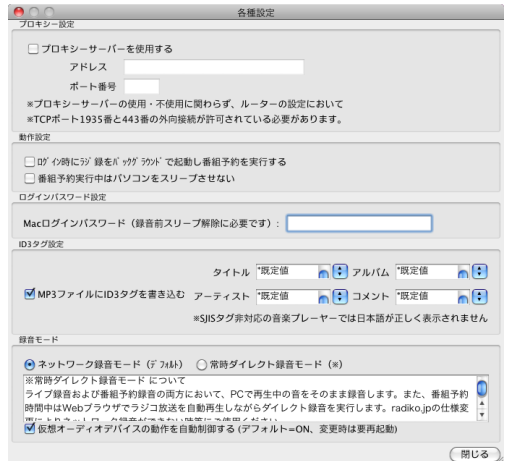 各種設定
プロキシー設定
プロキシーサーバーを使用する
アドレス
ポート番号
※プロキシーサーバーの使用・不使用に関わらず、ルーターの設定において
※TCPポート1935番と443番の外向接続が許可されている必要があります。
動作設定
ﾛｸﾞｲﾝ時にﾗｼﾞ録をﾊﾞｯｸｸﾞﾗｳﾝﾄﾞで起動し番組予約を実行する
番組予約実行中はパソコンをスリープさせない
ログインパスワード設定
Macログインパスワード（録音前スリープ解除に必要です）:
ID3タグ設定
タイトル *既定値 アルバム *既定値
MP3ファイルにID3タグを書き込む アーティスト *既定値 コメント *既定値
※SJISタグ非対応の音楽プレーヤーでは日本語が正しく表示されません
録音モード
ネットワーク録音モード（ﾃﾞﾌｫﾙﾄ） 常時ダイレクト録音モード（※）
※常時ダイレクト録音モード について
ライブ録音および番組予約録音の両方において、PCで再生中の音をそのまま録音します。また、番組予約
時間中はWebブラウザでラジコ放送を自動再生しながらダイレクト録音を実行します。radiko.jpの仕様変
仮想オーディオデバイスの動作を自動制御する (デフォルト=ON、変更時は要再起動)
閉じる